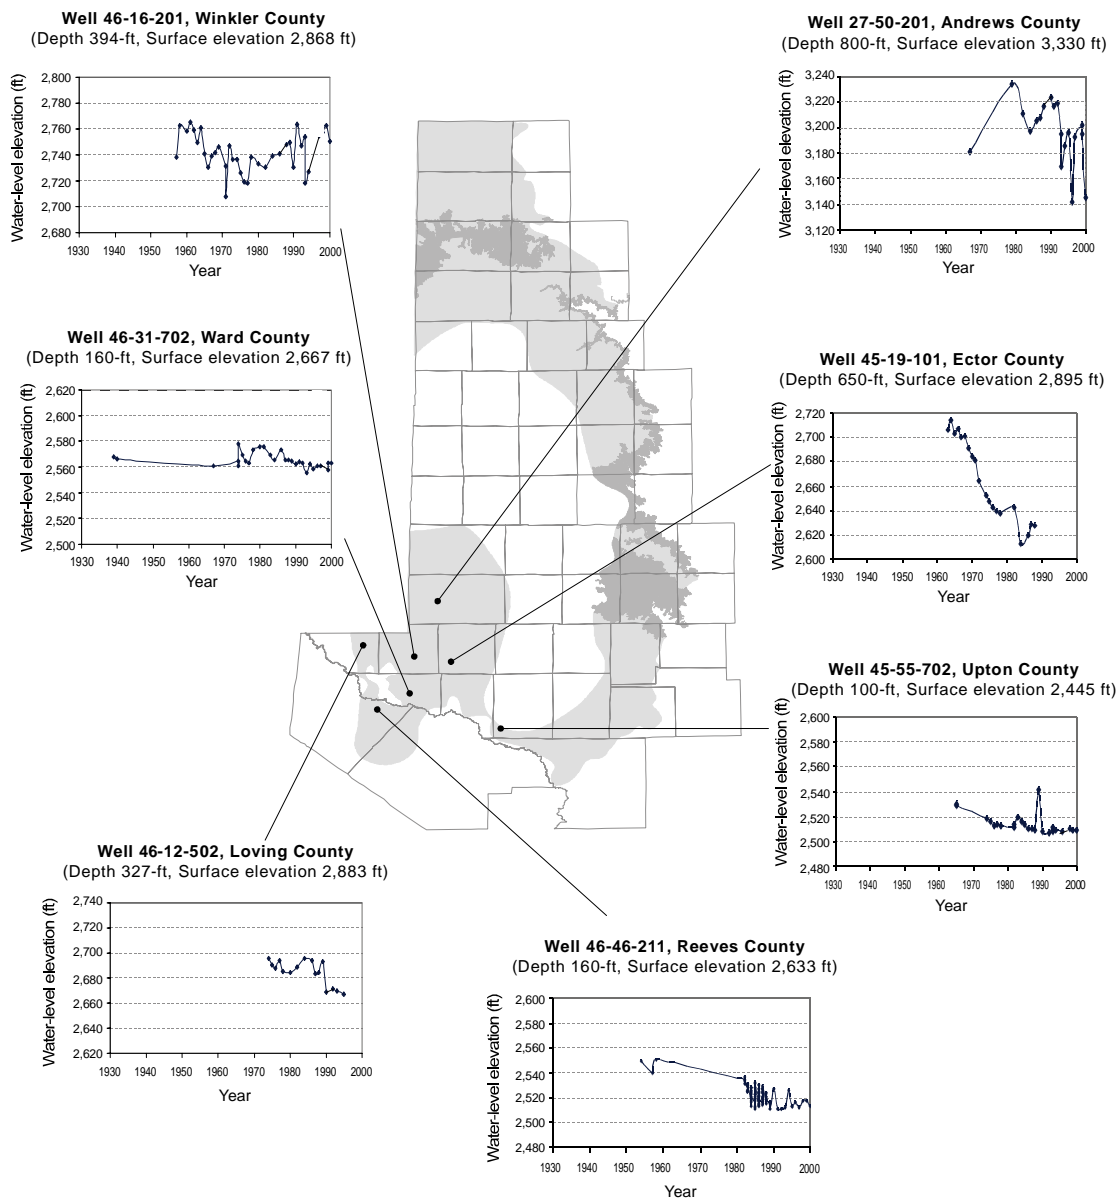 Well 46-16-201, Winkler County
(Depth 394-ft, Surface elevation 2,868 ft)
Water-level elevation (ft)
2,800
2,780
2,760
2,740
2,720
2,700
2,680
1930 1940 1950 1960 1970 1980 1990 2000
Year
Well 27-50-201, Andrews County
(Depth 800-ft, Surface elevation 3,330 ft)
Water-level elevation (ft)
3,240
3,220
3,200
3,180
3,160
3,140
3,120
1930 1940 1950 1960 1970 1980 1990 2000
Year
Well 46-31-702, Ward County
(Depth 160-ft, Surface elevation 2,667 ft)
Water-level elevation (ft)
2,620
2,600
2,580
2,560
2,540
2,520
2,500
1930 1940 1950 1960 1970 1980 1990 2000
Year
Well 45-19-101, Ector County
(Depth 650-ft, Surface elevation 2,895 ft)
Water-level elevation (ft)
2,720
2,700
2,680
2,660
2,640
2,620
2,600
1930 1940 1950 1960 1970 1980 1990 2000
Year
Well 45-55-702, Upton County
(Depth 100-ft, Surface elevation 2,445 ft)
Water-level elevation (ft)
2,600
2,580
2,560
2,540
2,520
2,500
2,480
1930 1940 1950 1960 1970 1980 1990 2000
Year
Well 46-12-502, Loving County
(Depth 327-ft, Surface elevation 2,883 ft)
Water-level elevation (ft)
2,740
2,720
2,700
2,680
2,660
2,640
2,620
1930 1940 1950 1960 1970 1980 1990 2000
Year
Well 46-46-211, Reeves County
(Depth 160-ft, Surface elevation 2,633 ft)
Water-level elevation (ft)
2,600
2,580
2,560
2,540
2,520
2,500
2,480
1930 1940 1950 1960 1970 1980 1990 2000
Year